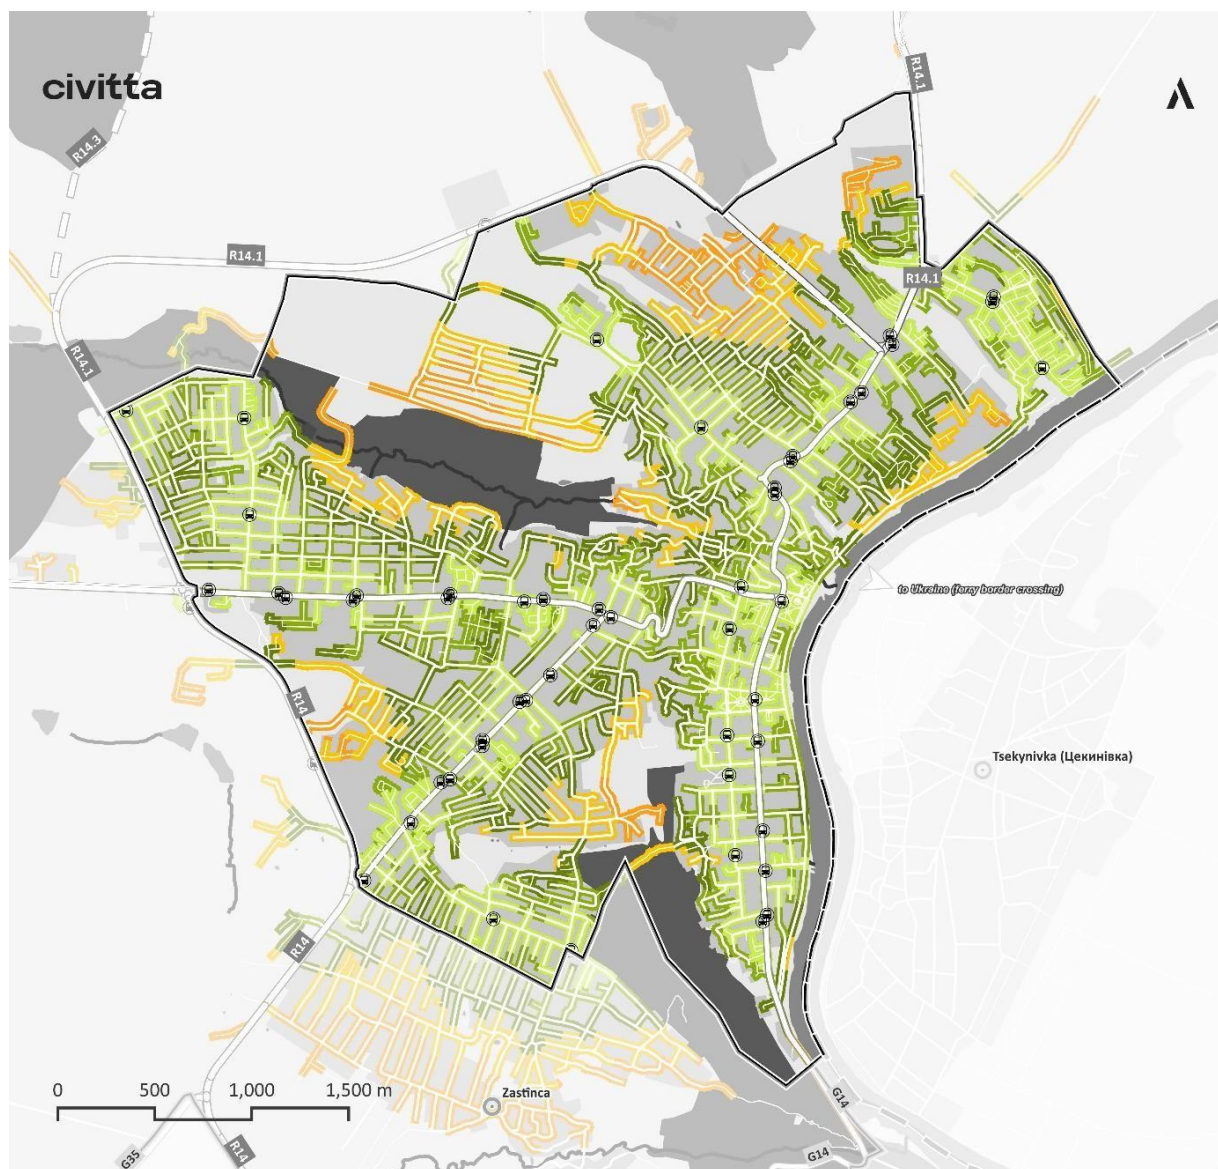 civitta
R14.1
R14.3
R14.1
R14.1
R14.1
to Ukraine (ferry border crossing)
R14
Tsekynivka (Цекинівка)
R14
0 500 1,000 1,500 m
Zastînca
G14
G35
R14
G14